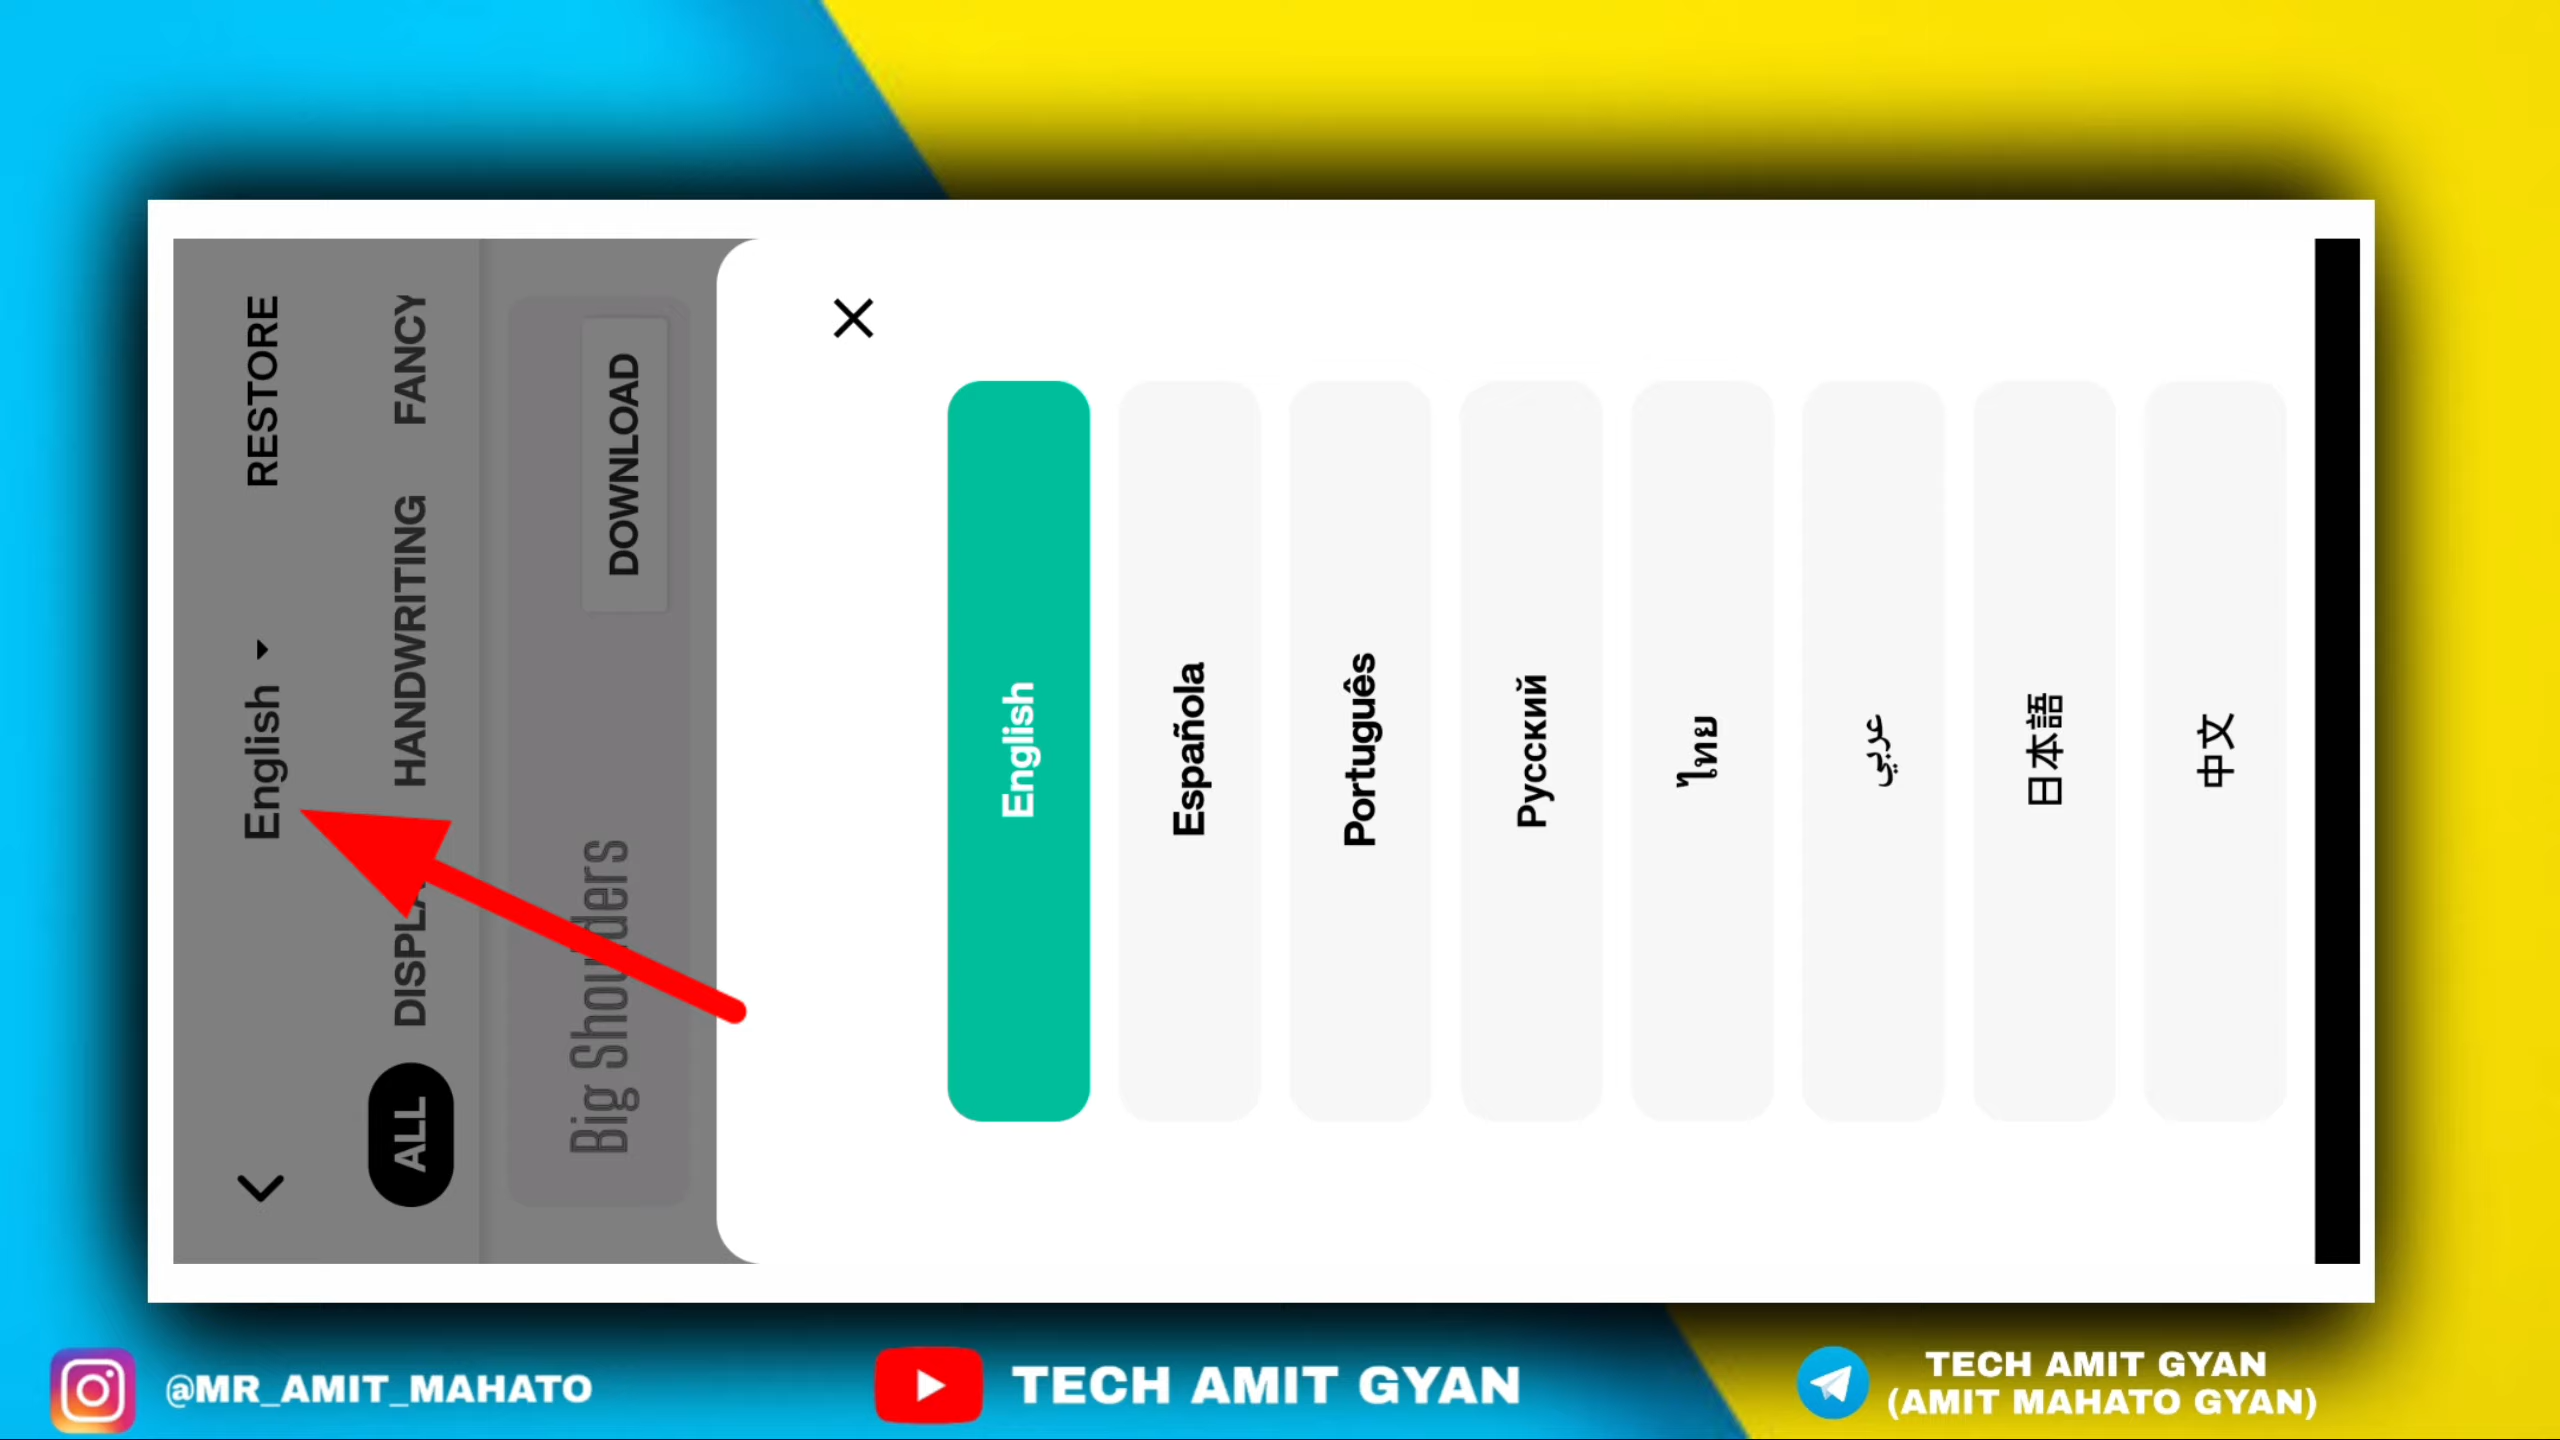 English
RESTORE
ALL
DISPLA
HANDWRITING
FANCY
Big Shoulders
DOWNLOAD
English
Española
Português
Русский
ไทย
عربي
日本語
中文
@MR_AMIT_MAHATO
TECH AMIT GYAN
TECH AMIT GYAN
(AMIT MAHATO GYAN)